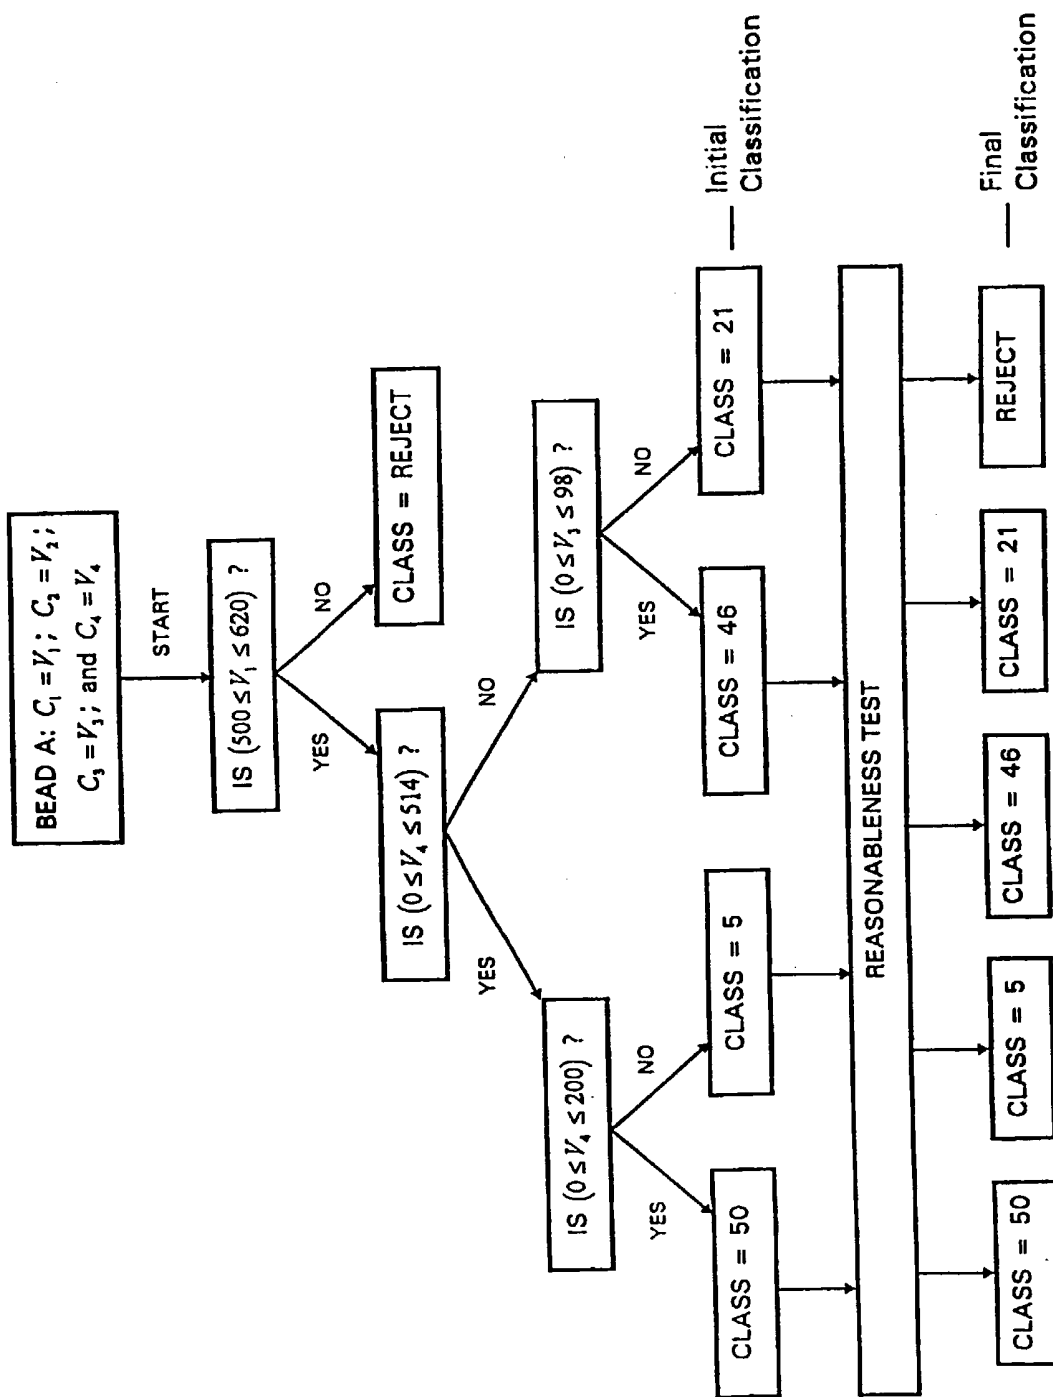 BEAD A: C₁ = V₁; C₂ = V₂;
C₃ = V₃; and C₄ = V₄
START
IS (500 ≤ V₁ ≤ 620) ?
YES
NO
CLASS = REJECT
IS (0 ≤ V₄ ≤ 514) ?
YES
NO
IS (0 ≤ V₄ ≤ 200) ?
IS (0 ≤ V₃ ≤ 98) ?
YES
NO
YES
NO
CLASS = 50
CLASS = 5
CLASS = 46
CLASS = 21
Initial
Classification
REASONABLENESS TEST
CLASS = 50
CLASS = 5
CLASS = 46
CLASS = 21
REJECT
Final
Classification